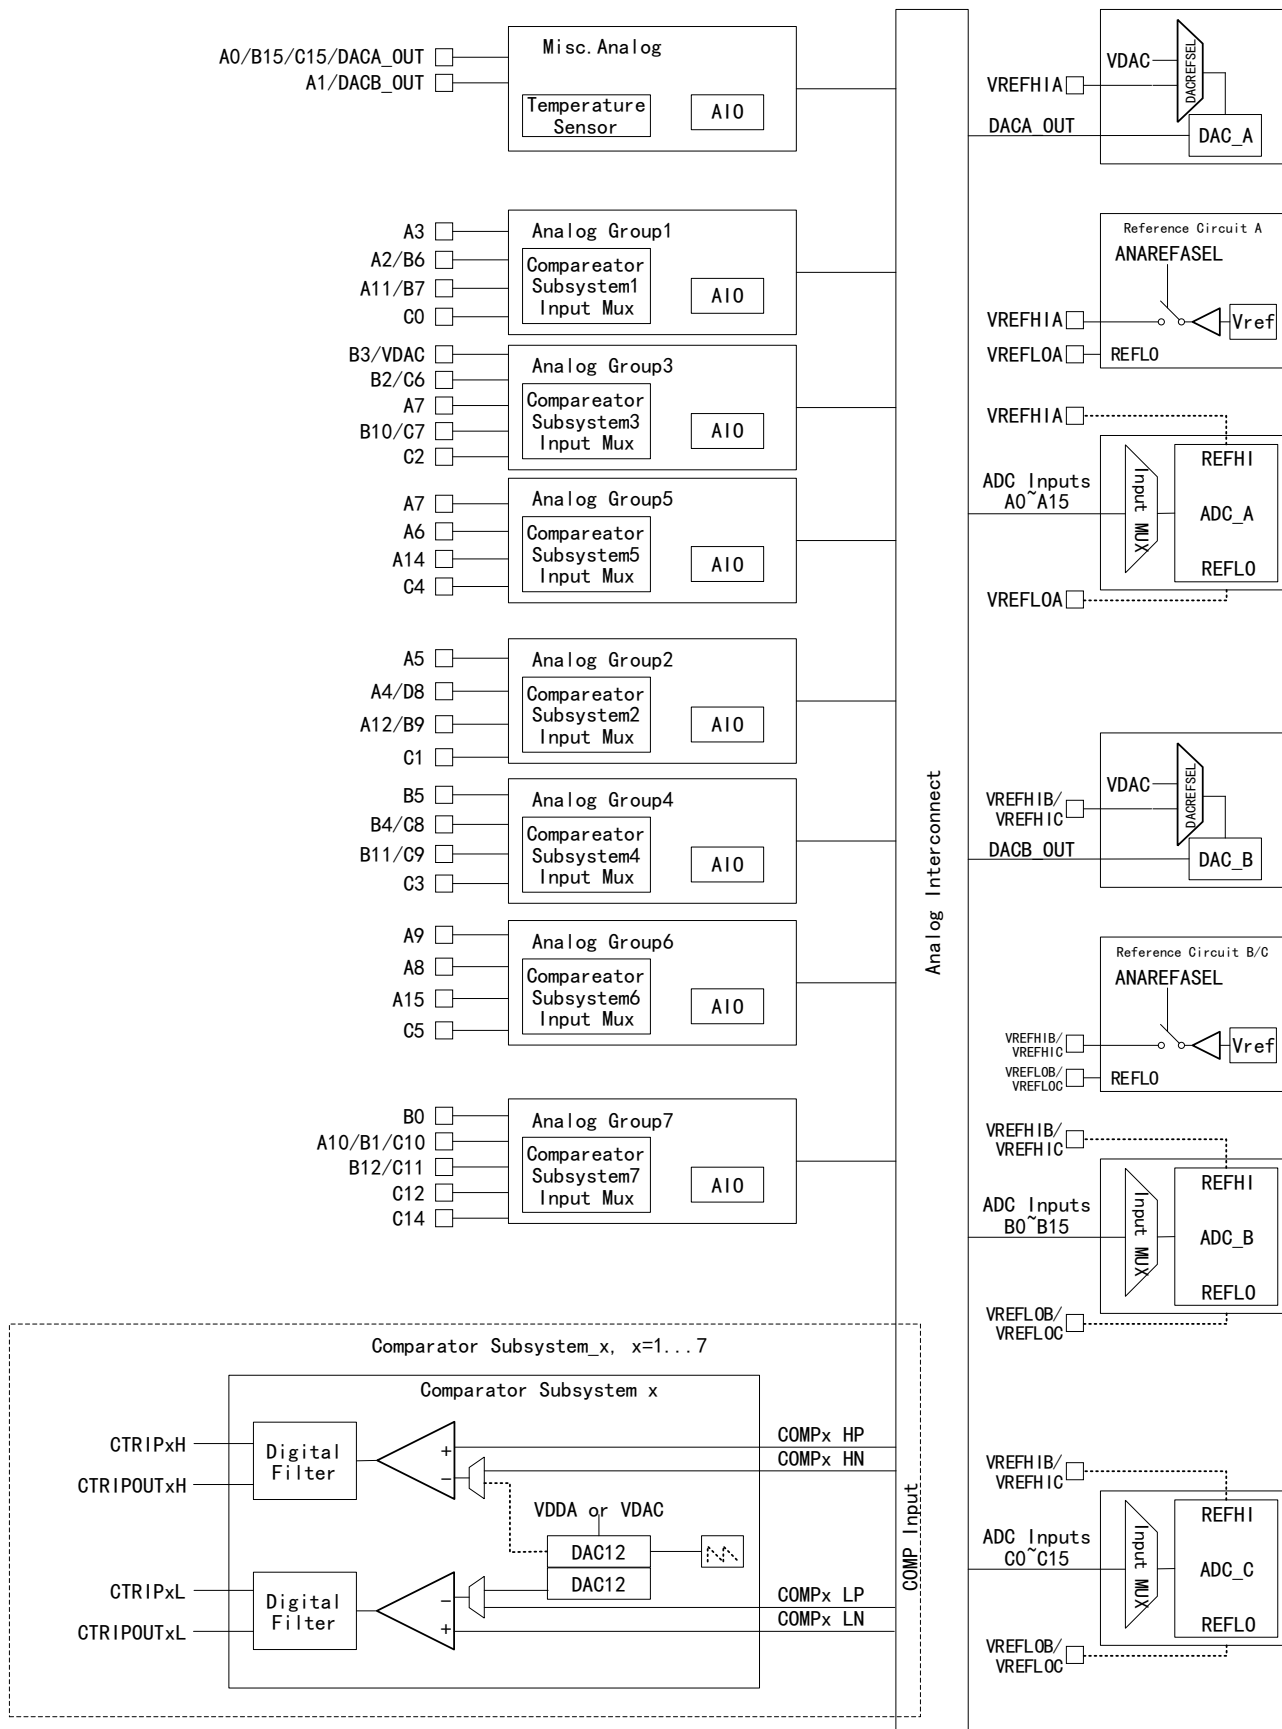 A0/B15/C15/DACA_OUT
A1/DACB_OUT
Misc.Analog
Temperature
Sensor
AIO
A3
A2/B6
A11/B7
C0
Analog Group1
Compareator
Subsystem1
Input Mux
AIO
B3/VDAC
B2/C6
A7
B10/C7
C2
Analog Group3
Compareator
Subsystem3
Input Mux
AIO
A7
A6
A14
C4
Analog Group5
Compareator
Subsystem5
Input Mux
AIO
A5
A4/D8
A12/B9
C1
Analog Group2
Compareator
Subsystem2
Input Mux
AIO
B5
B4/C8
B11/C9
C3
Analog Group4
Compareator
Subsystem4
Input Mux
AIO
A9
A8
A15
C5
Analog Group6
Compareator
Subsystem6
Input Mux
AIO
B0
A10/B1/C10
B12/C11
C12
C14
Analog Group7
Compareator
Subsystem7
Input Mux
AIO
Comparator Subsystem_x, x=1...7
Comparator Subsystem x
CTRIPxH
CTRIPOUTxH
Digital
Filter
+
−
COMPx HP
COMPx HN
VDDA or VDAC
DAC12
DAC12
CTRIPxL
CTRIPOUTxL
Digital
Filter
−
+
COMPx LP
COMPx LN
COMP Input
Analog Interconnect
VDAC
VREFHIA
DACREFSEL
DACA_OUT
DAC_A
Reference Circuit A
ANAREFASEL
VREFHIA
Vref
VREFLOA
REFLO
VREFHIA
ADC Inputs
A0~A15
Input MUX
REFHI
ADC_A
REFLO
VREFLOA
VDAC
VREFHIB/
VREFHIC
DACREFSEL
DACB_OUT
DAC_B
Reference Circuit B/C
ANAREFASEL
VREFHIB/
VREFHIC
Vref
VREFLOB/
VREFLOC
REFLO
VREFHIB/
VREFHIC
ADC Inputs
B0~B15
Input MUX
REFHI
ADC_B
REFLO
VREFLOB/
VREFLOC
VREFHIB/
VREFHIC
ADC Inputs
C0~C15
Input MUX
REFHI
ADC_C
REFLO
VREFLOB/
VREFLOC